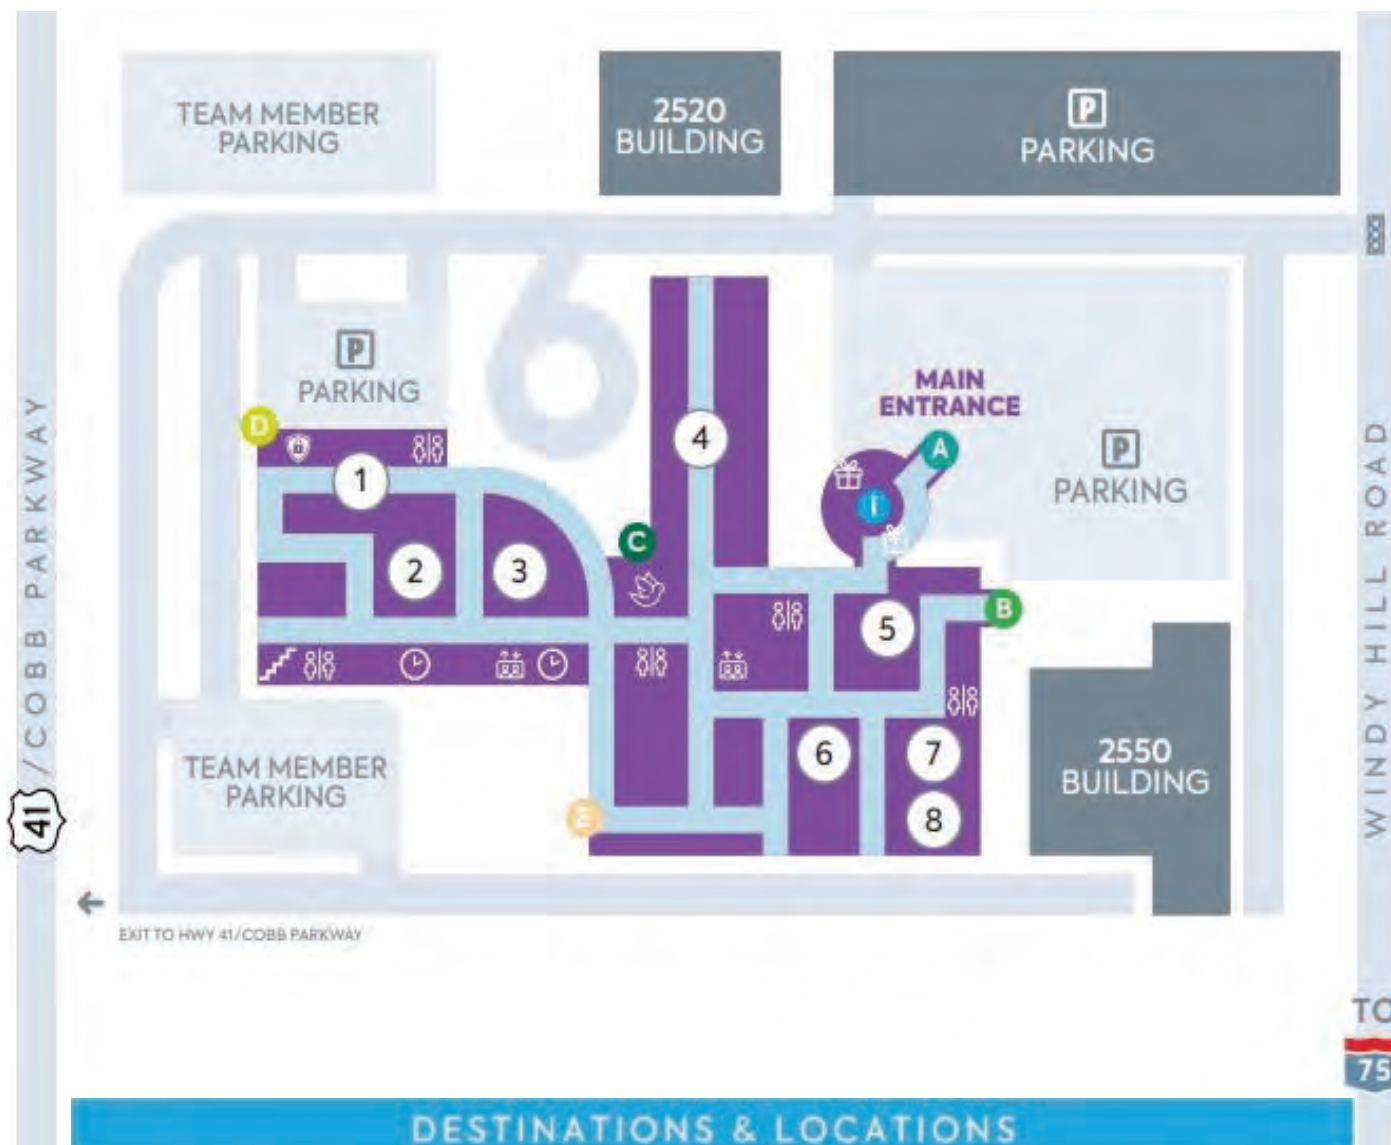 TEAM MEMBER
PARKING
2520
BUILDING
P
PARKING
P
PARKING
MAIN
ENTRANCE
D
A
4
P
PARKING
1
i
C
2
3
B
5
/COBB PARKWAY
41
WINDY HILL ROAD
TEAM MEMBER
PARKING
E
6
7
8
2550
BUILDING
EXIT TO HWY 41/COBB PARKWAY
TO
75
DESTINATIONS & LOCATIONS